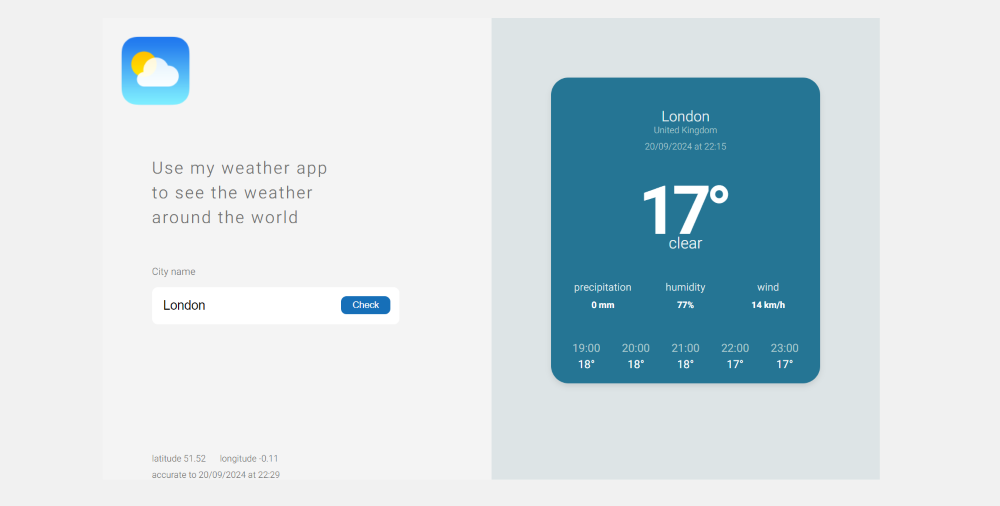 Use my weather app
to see the weather
around the world
City name
London
Check
latitude 51.52 longitude -0.11
accurate to 20/09/2024 at 22:29
London
United Kingdom
20/09/2024 at 22:15
17°
clear
precipitation humidity wind
0 mm 77% 14 km/h
19:00 20:00 21:00 22:00 23:00
18° 18° 18° 17° 17°